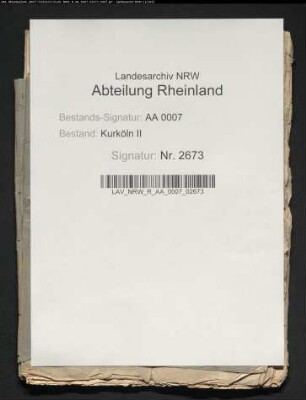 Landesarchiv NRW
Abteilung Rheinland
Bestands-Signatur: AA 0007
Bestand: Kurköln II
Signatur: Nr. 2673
LAV_NRW_R_AA_0007_02673